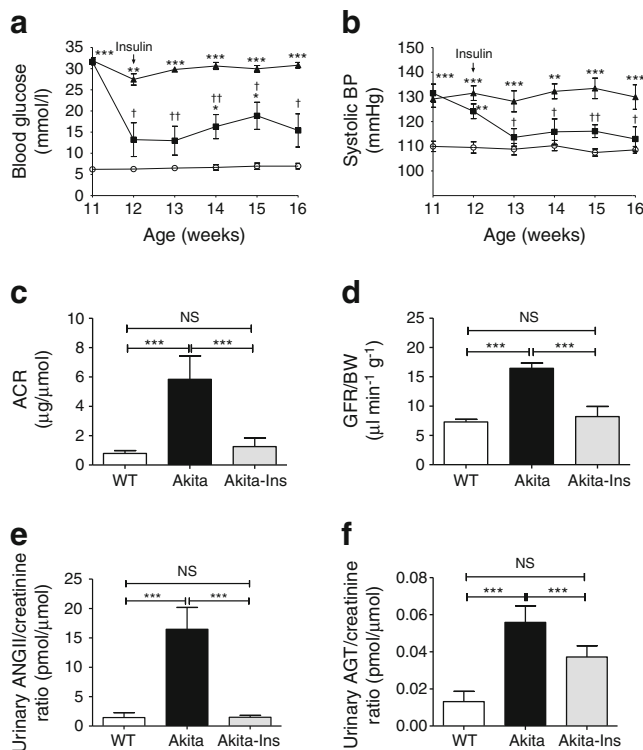 a
Blood glucose
(mmol/l)
35
30
25
20
15
10
5
0
Insulin
*** ** *** *** *** ***
† †† †† * † * †
11 12 13 14 15 16
Age (weeks)
b
Systolic BP
(mmHg)
160
150
140
130
120
110
Insulin
*** *** *** ** *** ***
** † † †† †
11 12 13 14 15 16
Age (weeks)
c
ACR
(µg/µmol)
10
8
6
4
2
0
NS
*** ***
WT Akita Akita-Ins
d
GFR/BW
(µl min-1 g-1)
25
20
15
10
5
0
NS
*** ***
WT Akita Akita-Ins
e
Urinary ANGII/creatinine
ratio (pmol/µmol)
25
20
15
10
5
0
NS
*** ***
WT Akita Akita-Ins
f
Urinary AGT/creatinine
ratio (pmol/µmol)
0.08
0.06
0.04
0.02
0.00
NS
*** ***
WT Akita Akita-Ins